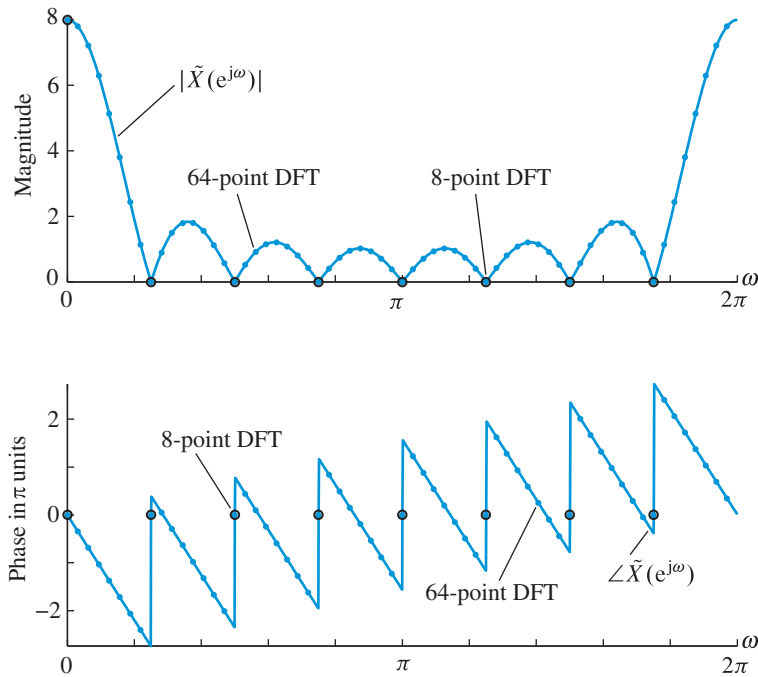 8
|X̃(e^jω)|
6
Magnitude
4
64-point DFT
8-point DFT
2
0
ω
0
π
2π
2
8-point DFT
Phase in π units
0
∠X̃(e^jω)
64-point DFT
−2
ω
0
π
2π